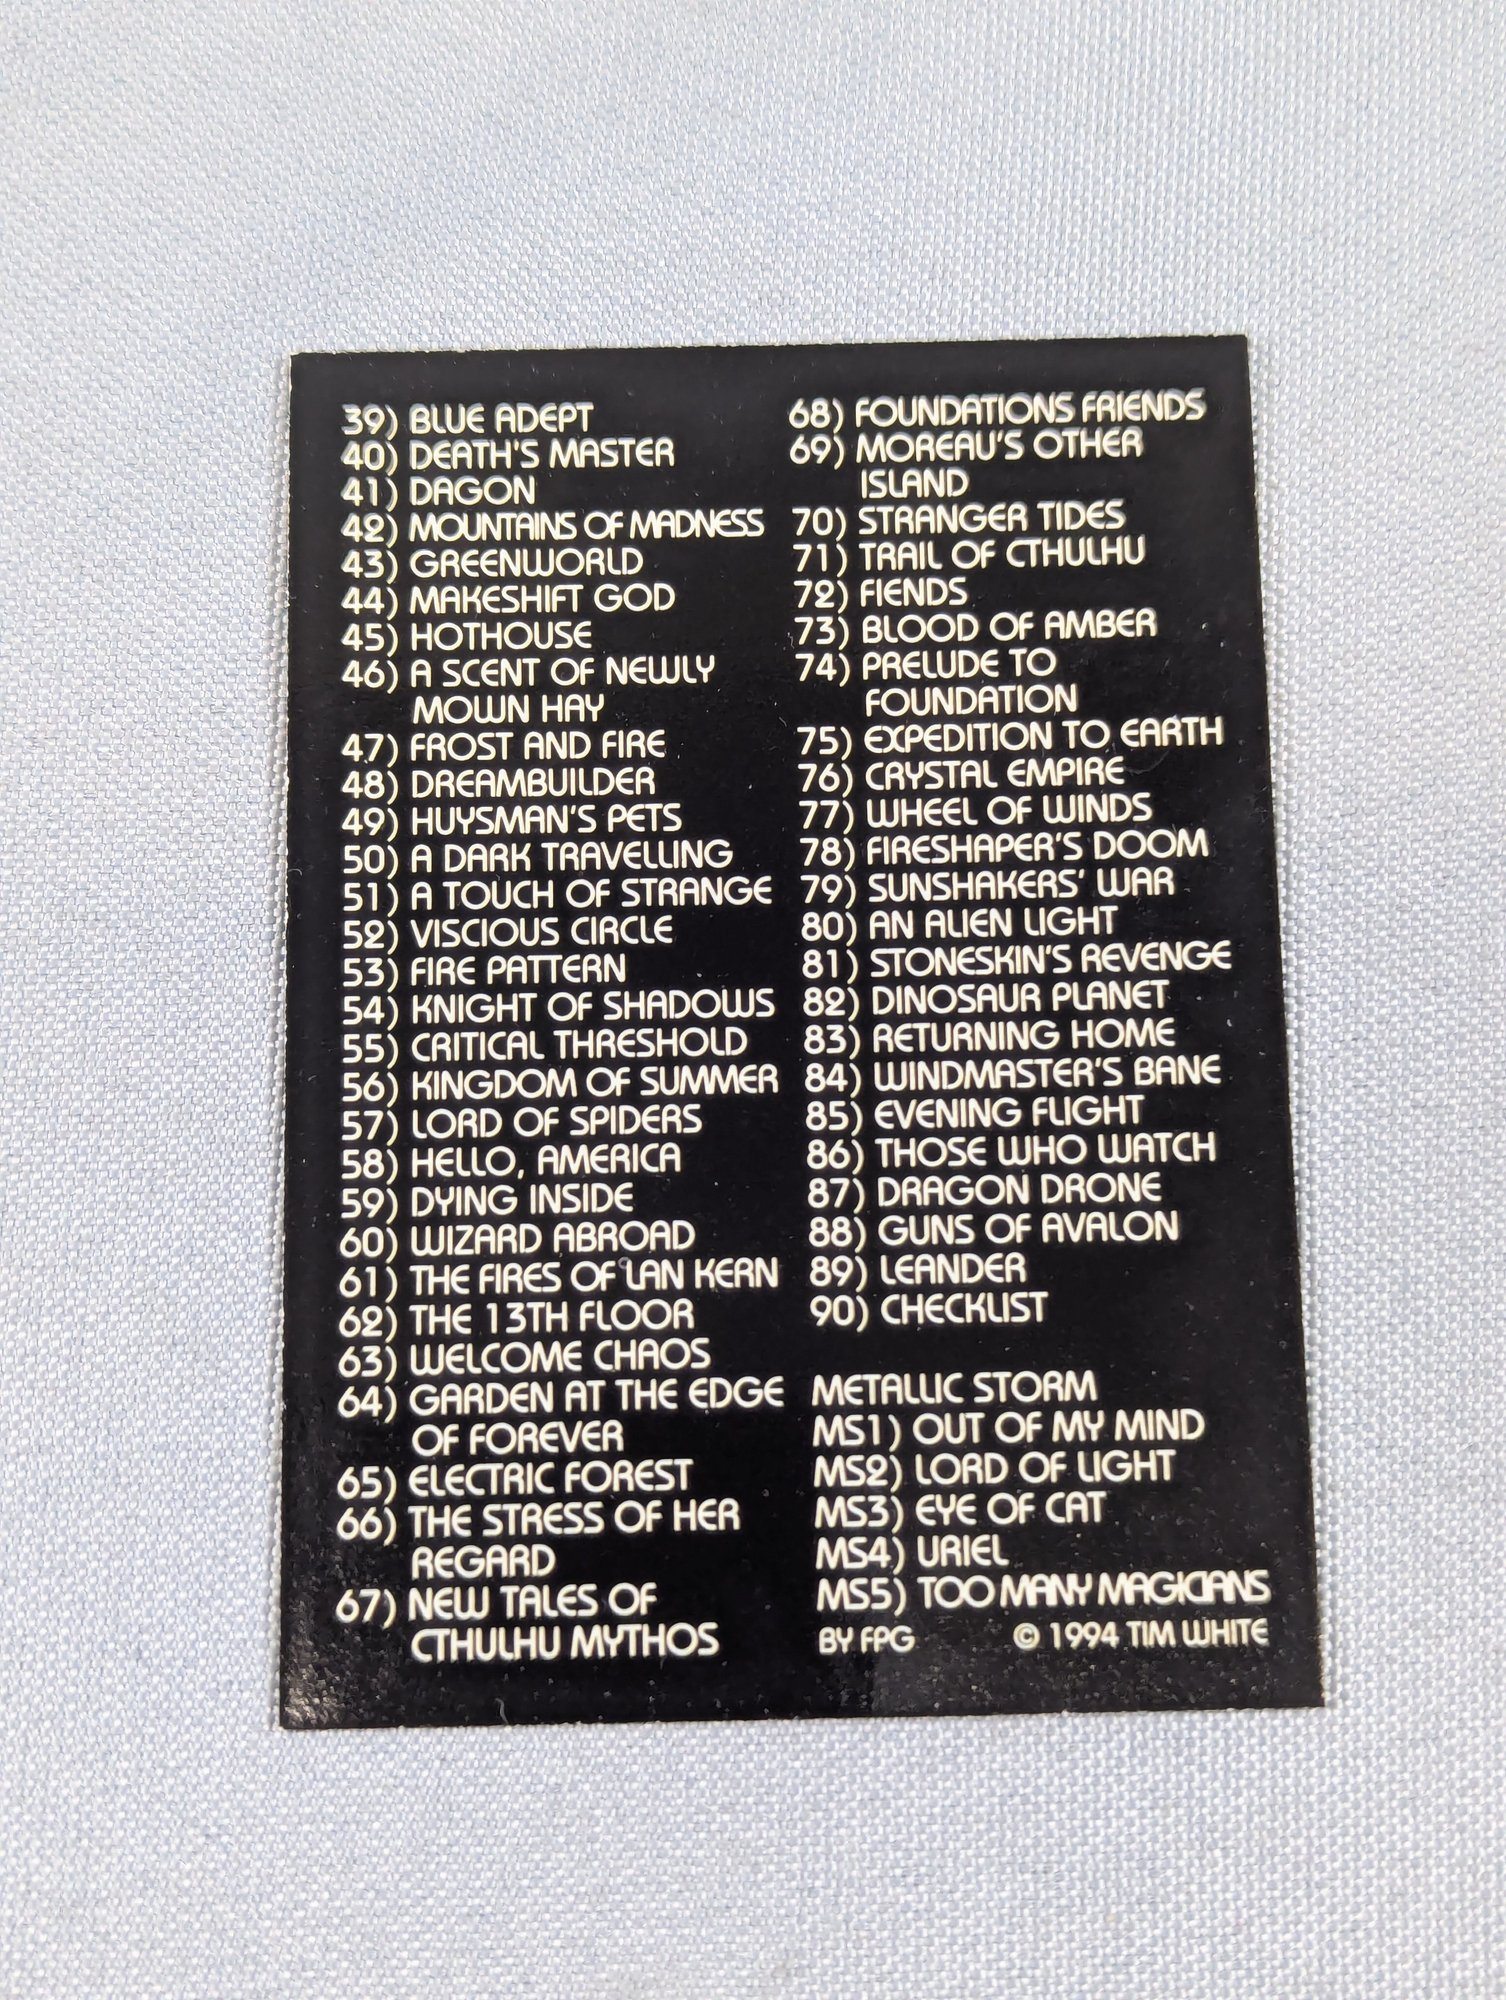 39) BLUE ADEPT
40) DEATH'S MASTER
41) DAGON
42) MOUNTAINS OF MADNESS
43) GREENWORLD
44) MAKESHIFT GOD
45) HOTHOUSE
46) A SCENT OF NEWLY
MOWN HAY
47) FROST AND FIRE
48) DREAMBUILDER
49) HUYSMAN'S PETS
50) A DARK TRAVELLING
51) A TOUCH OF STRANGE
52) VISCIOUS CIRCLE
53) FIRE PATTERN
54) KNIGHT OF SHADOWS
55) CRITICAL THRESHOLD
56) KINGDOM OF SUMMER
57) LORD OF SPIDERS
58) HELLO, AMERICA
59) DYING INSIDE
60) WIZARD ABROAD
61) THE FIRES OF LAN KERN
62) THE 13TH FLOOR
63) WELCOME CHAOS
64) GARDEN AT THE EDGE
OF FOREVER
65) ELECTRIC FOREST
66) THE STRESS OF HER
REGARD
67) NEW TALES OF
CTHULHU MYTHOS
68) FOUNDATIONS FRIENDS
69) MOREAU'S OTHER
ISLAND
70) STRANGER TIDES
71) TRAIL OF CTHULHU
72) FIENDS
73) BLOOD OF AMBER
74) PRELUDE TO
FOUNDATION
75) EXPEDITION TO EARTH
76) CRYSTAL EMPIRE
77) WHEEL OF WINDS
78) FIRESHAPER'S DOOM
79) SUNSHAKERS' WAR
80) AN ALIEN LIGHT
81) STONESKIN'S REVENGE
82) DINOSAUR PLANET
83) RETURNING HOME
84) WINDMASTER'S BANE
85) EVENING FLIGHT
86) THOSE WHO WATCH
87) DRAGON DRONE
88) GUNS OF AVALON
89) LEANDER
90) CHECKLIST
METALLIC STORM
MS1) OUT OF MY MIND
MS2) LORD OF LIGHT
MS3) EYE OF CAT
MS4) URIEL
MS5) TOO MANY MAGICIANS
BY FPG © 1994 TIM WHITE